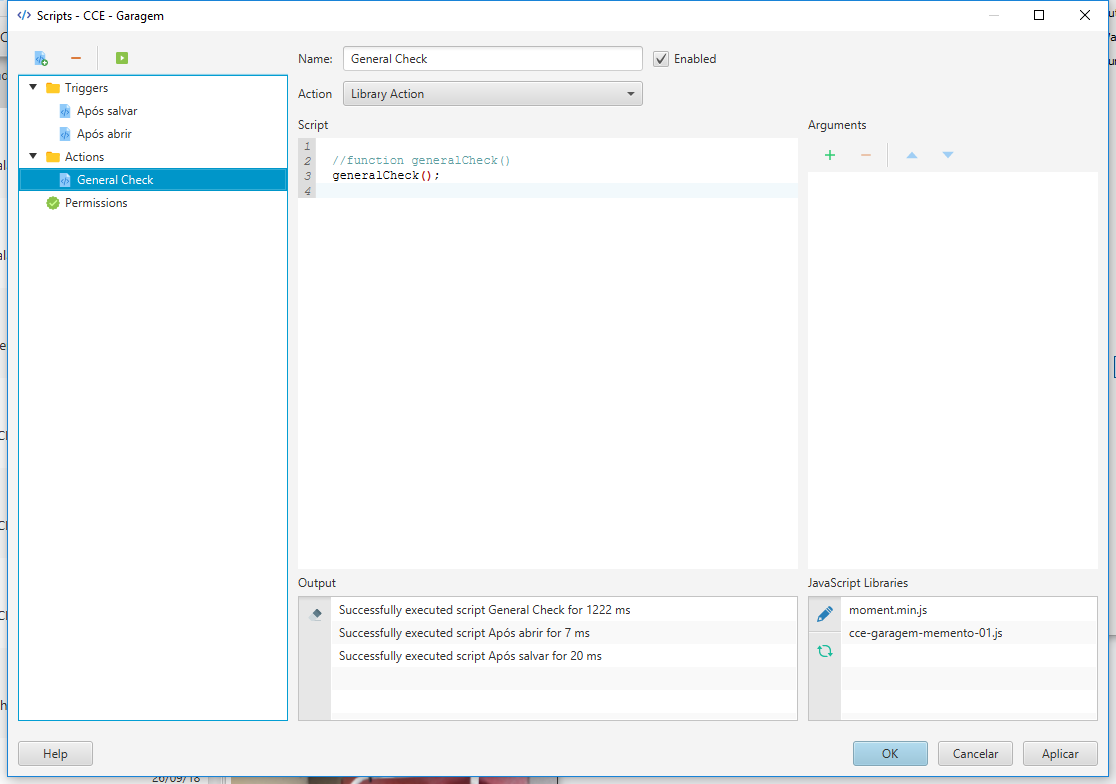 Scripts - CCE - Garagem
Name: General Check Enabled
Triggers
Após salvar
Após abrir
Actions
General Check
Permissions
Action Library Action
Script
1
2 //function generalCheck()
3 generalCheck();
4
Arguments
Output
Successfully executed script General Check for 1222 ms
Successfully executed script Após abrir for 7 ms
Successfully executed script Após salvar for 20 ms
JavaScript Libraries
moment.min.js
cce-garagem-memento-01.js
Help
OK
Cancelar
Aplicar
26/09/18